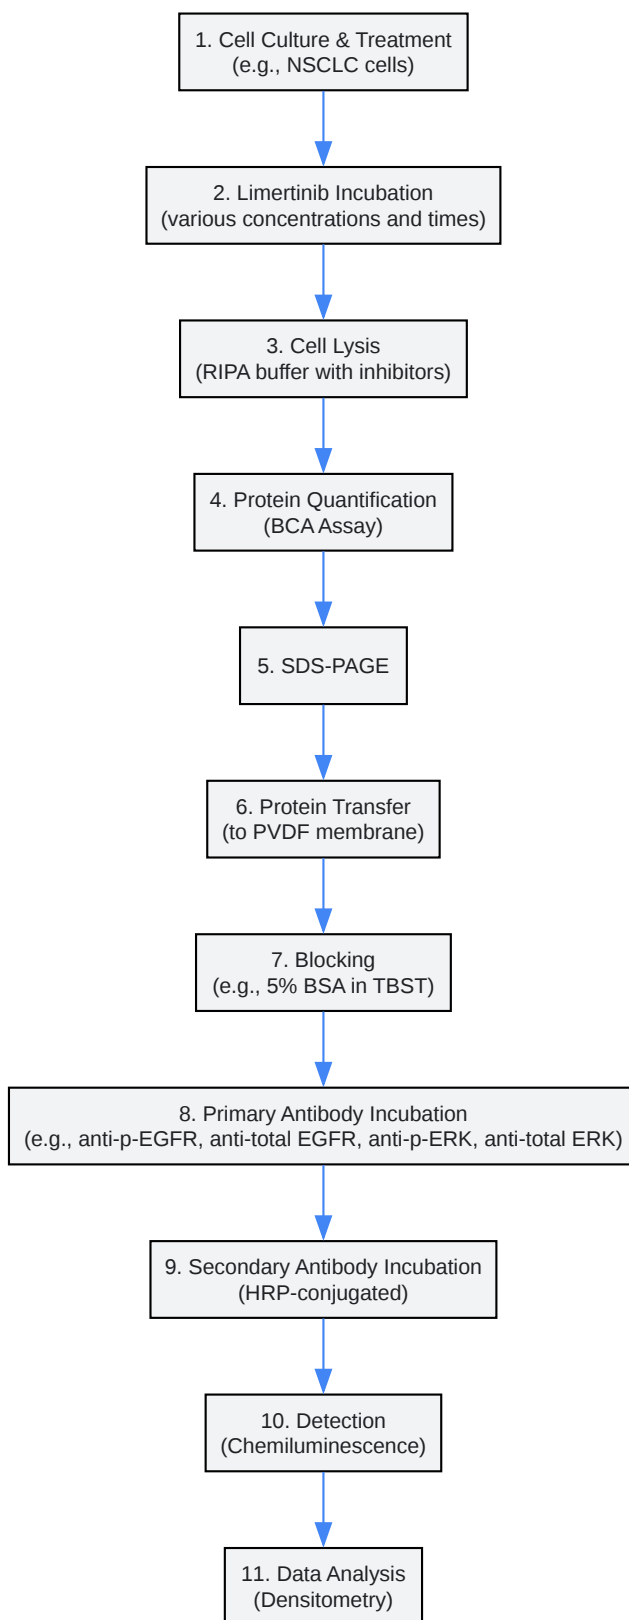 1. Cell Culture & Treatment
(e.g., NSCLC cells)
2. Limertinib Incubation
(various concentrations and times)
3. Cell Lysis
(RIPA buffer with inhibitors)
4. Protein Quantification
(BCA Assay)
5. SDS-PAGE
6. Protein Transfer
(to PVDF membrane)
7. Blocking
(e.g., 5% BSA in TBST)
8. Primary Antibody Incubation
(e.g., anti-p-EGFR, anti-total EGFR, anti-p-ERK, anti-total ERK)
9. Secondary Antibody Incubation
(HRP-conjugated)
10. Detection
(Chemiluminescence)
11. Data Analysis
(Densitometry)